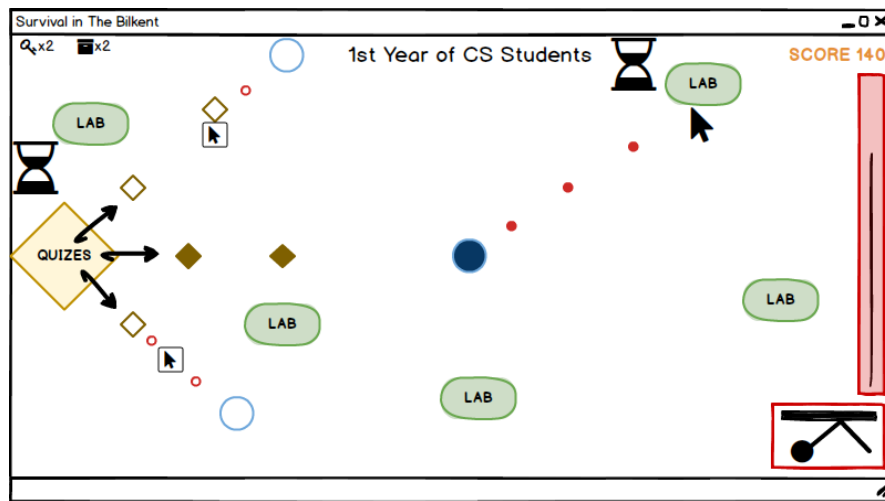 Survival in The Bilkent
x2 x2
1st Year of CS Students
SCORE 140
LAB
LAB
QUIZES
LAB
LAB
LAB